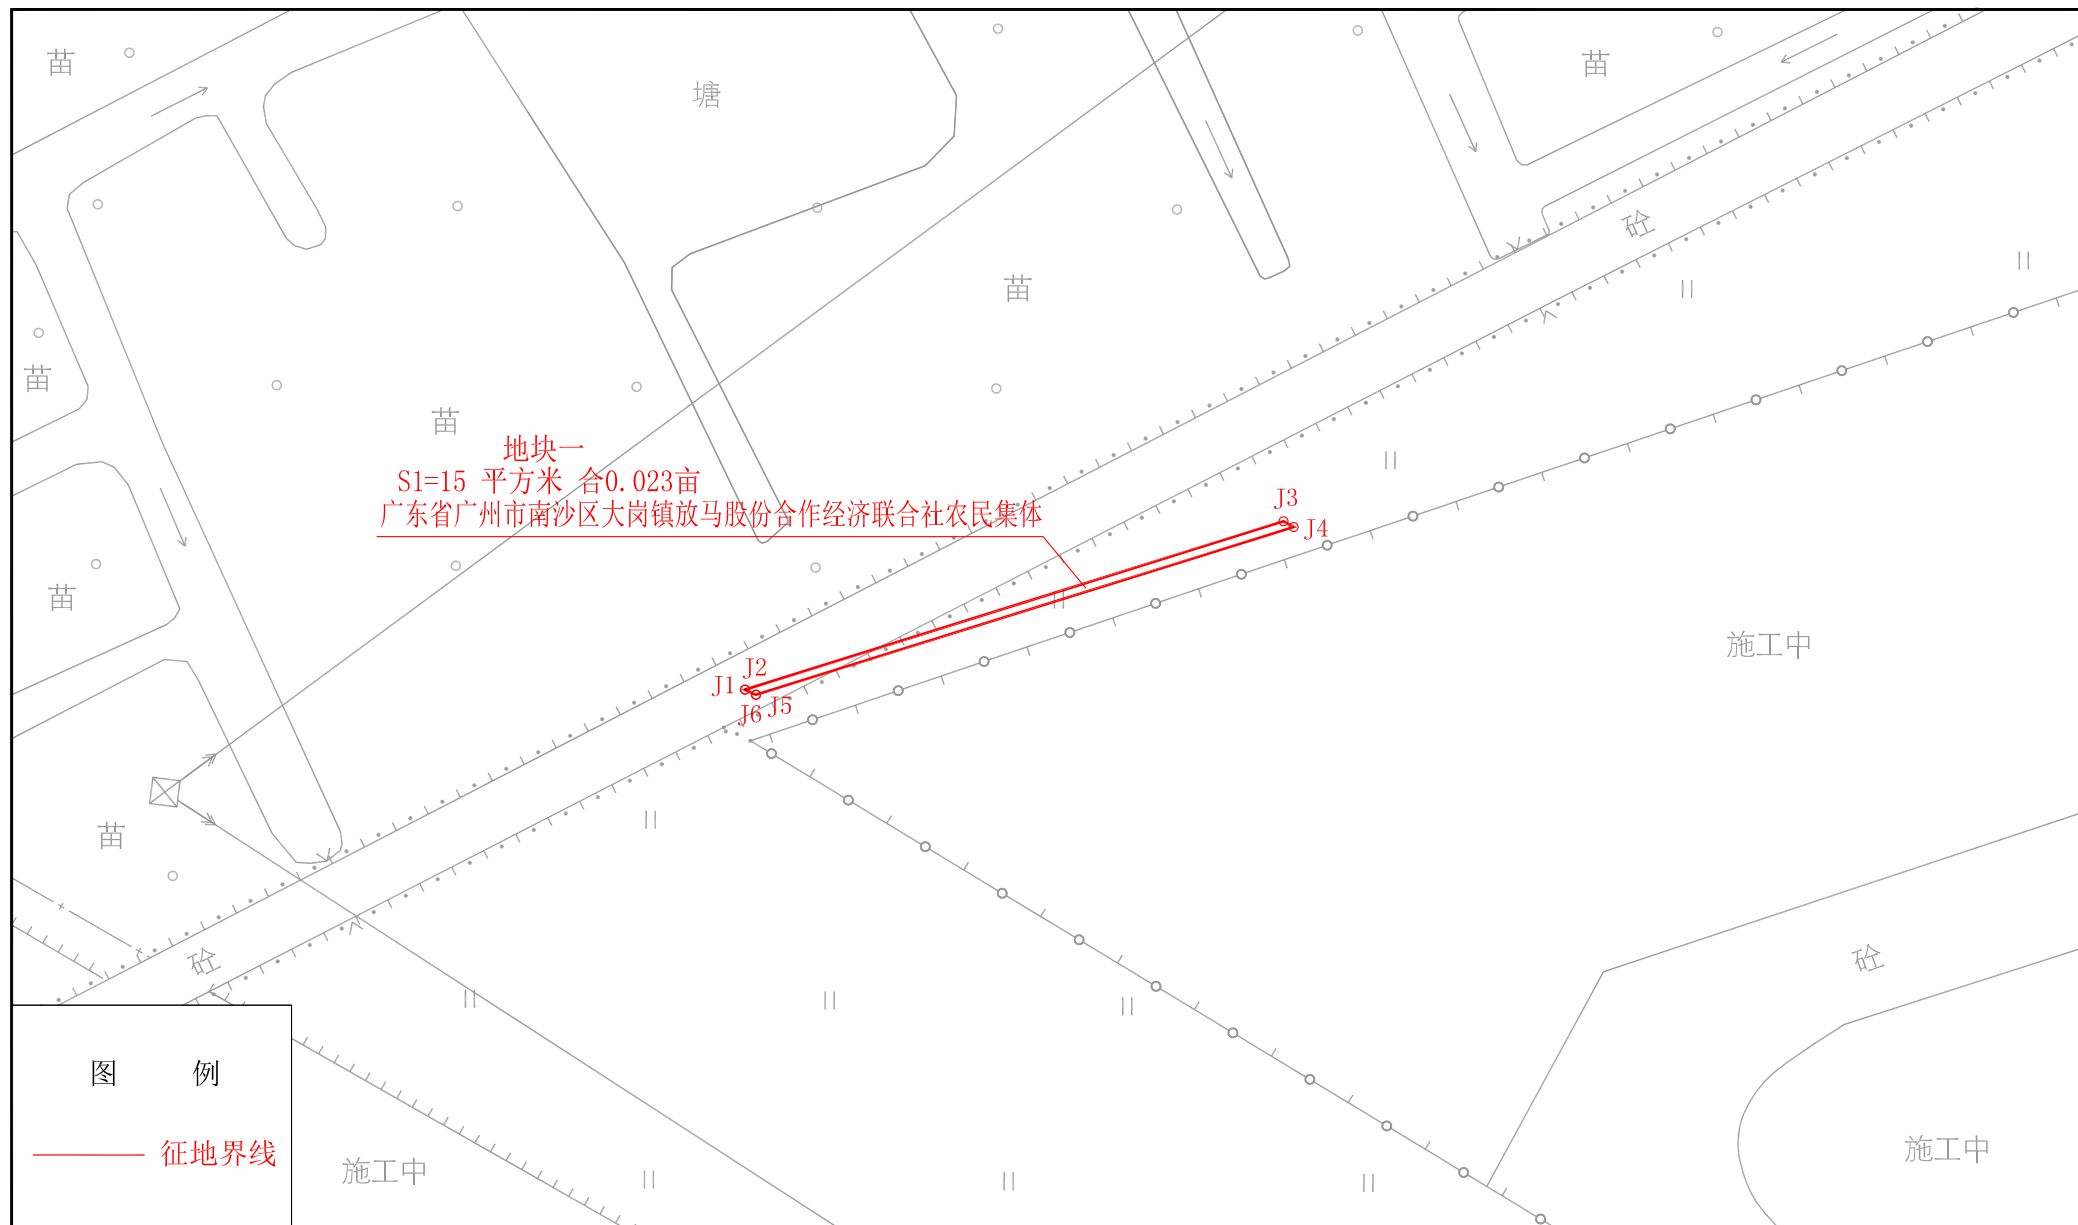 苗
塘
苗
砼
苗
苗
苗
地块一
S1=15 平方米 合0.023亩
广东省广州市南沙区大岗镇放马股份合作经济联合社农民集体
J3
J4
苗
施工中
J2
J1
J6
J5
苗
砼
砼
图 例
征地界线
施工中
施工中